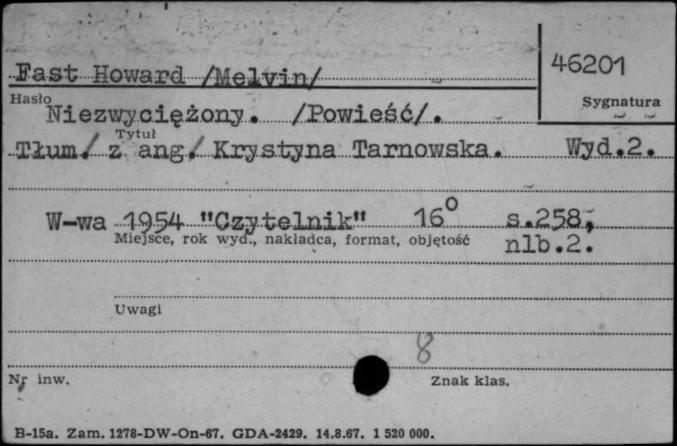 46201
Fast Howard /Melvin/
Hasło
Sygnatura
Niezwyciężony. /Powieść/.
Tytuł
Tłum./ z ang./ Krystyna Tarnowska. Wyd.2.
W-wa 1954 "Czytelnik" 16° s.258,
Miejsce, rok wyd., nakładca, format, objętość
nlb.2.
Uwagi
8
Nr inw.
Znak klas.
B-15a. Zam. 1278-DW-On-67. GDA-2429. 14.8.67. 1 520 000.